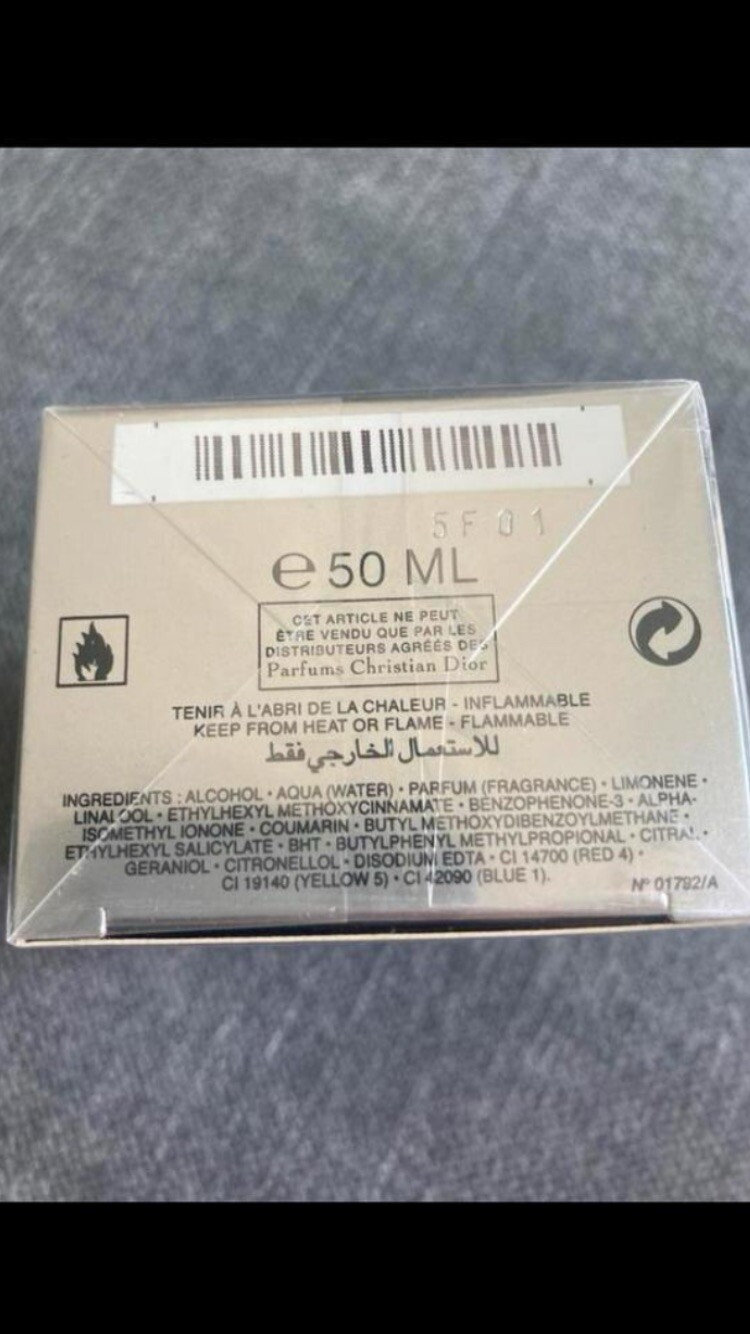 5F01
e 50 ML
CET ARTICLE NE PEUT
ÊTRE VENDU QUE PAR LES
DISTRIBUTEURS AGRÉÉS DES
Parfums Christian Dior
TENIR À L'ABRI DE LA CHALEUR - INFLAMMABLE
KEEP FROM HEAT OR FLAME - FLAMMABLE
للاستعمال الخارجي فقط
INGREDIENTS : ALCOHOL • AQUA (WATER) • PARFUM (FRAGRANCE) • LIMONENE •
LINALOOL • ETHYLHEXYL METHOXYCINNAMATE • BENZOPHENONE-3 • ALPHA-
ISOMETHYL IONONE • COUMARIN • BUTYL METHOXYDIBENZOYLMETHANE •
ETHYLHEXYL SALICYLATE • BHT • BUTYLPHENYL METHYLPROPIONAL • CITRAL •
GERANIOL • CITRONELLOL • DISODIUM EDTA • CI 14700 (RED 4) •
CI 19140 (YELLOW 5) • CI 42090 (BLUE 1).
N° 01792/A